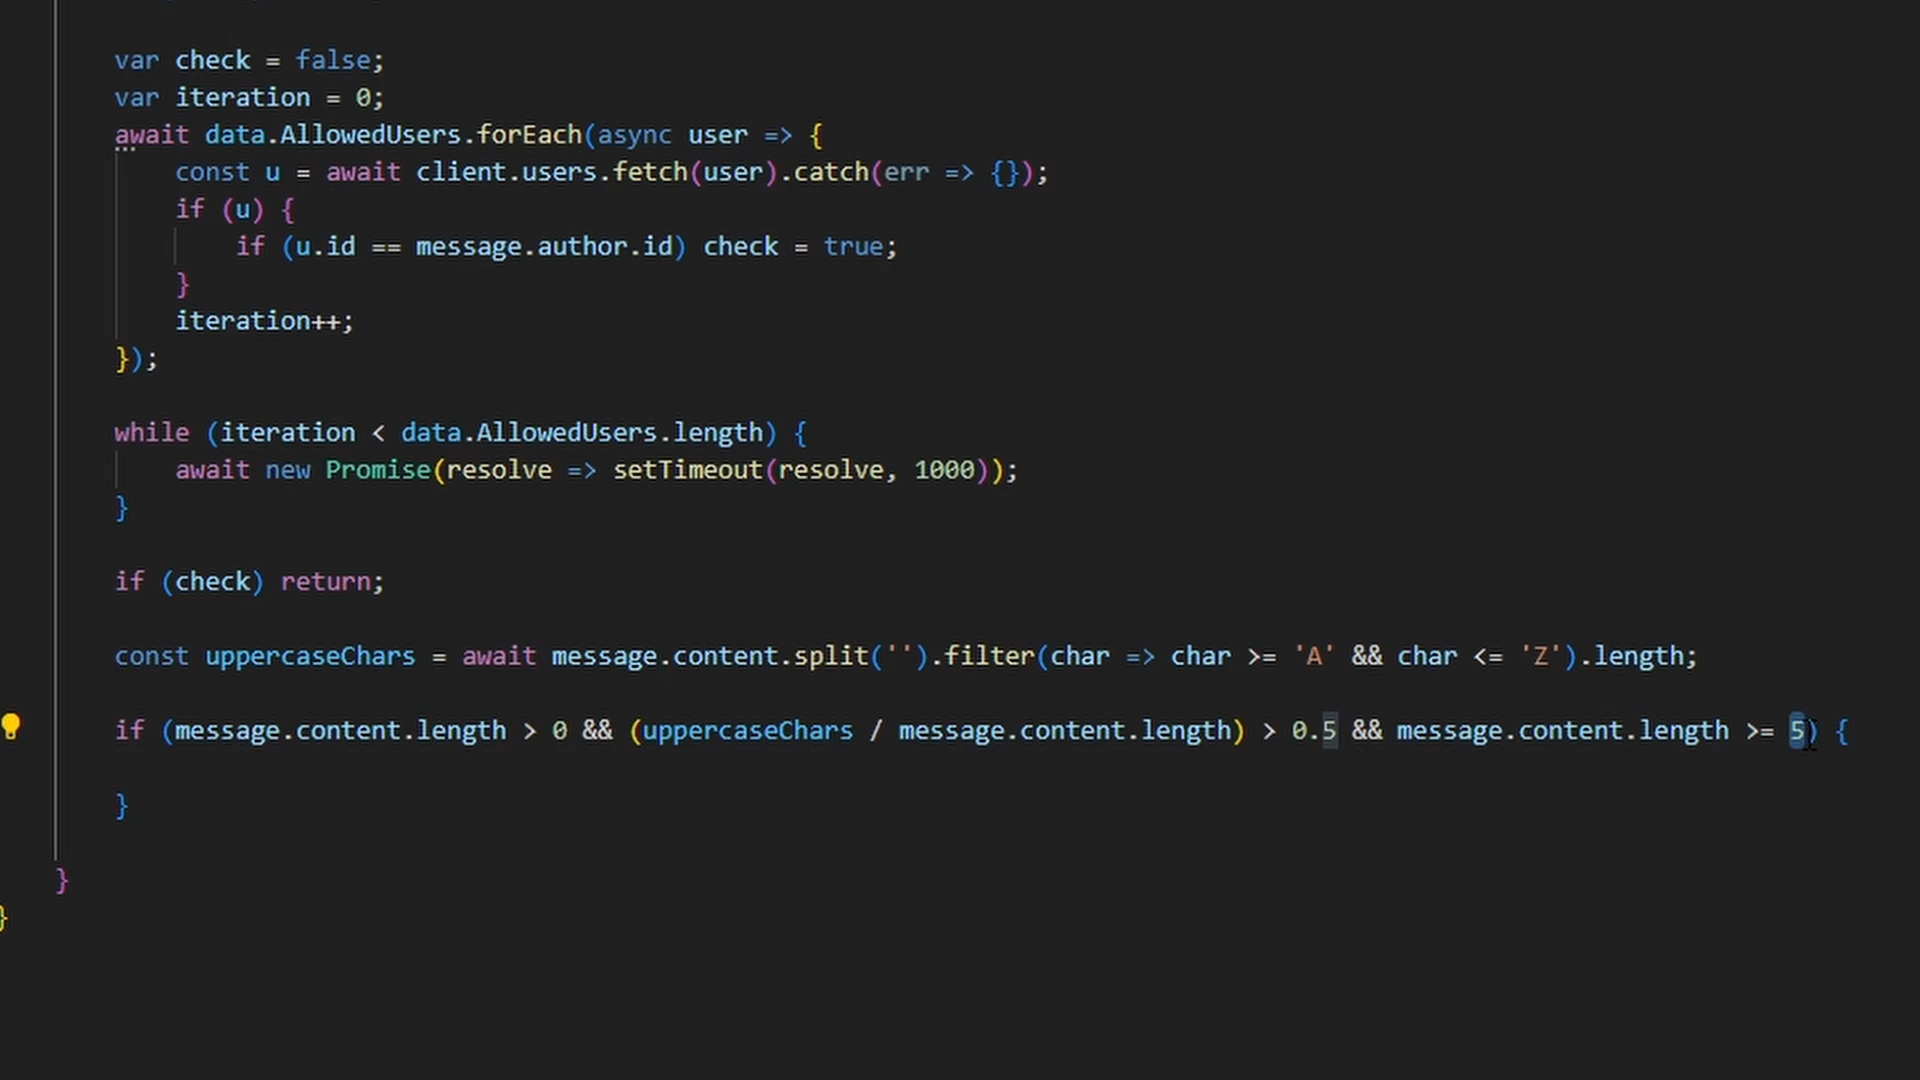 var check = false;
var iteration = 0;
await data.AllowedUsers.forEach(async user => {
const u = await client.users.fetch(user).catch(err => {});
if (u) {
if (u.id == message.author.id) check = true;
}
iteration++;
});
while (iteration < data.AllowedUsers.length) {
await new Promise(resolve => setTimeout(resolve, 1000));
}
if (check) return;
const uppercaseChars = await message.content.split('').filter(char => char >= 'A' && char <= 'Z').length;
if (message.content.length > 0 && (uppercaseChars / message.content.length) > 0.5 && message.content.length >= 5) {
}
}
}